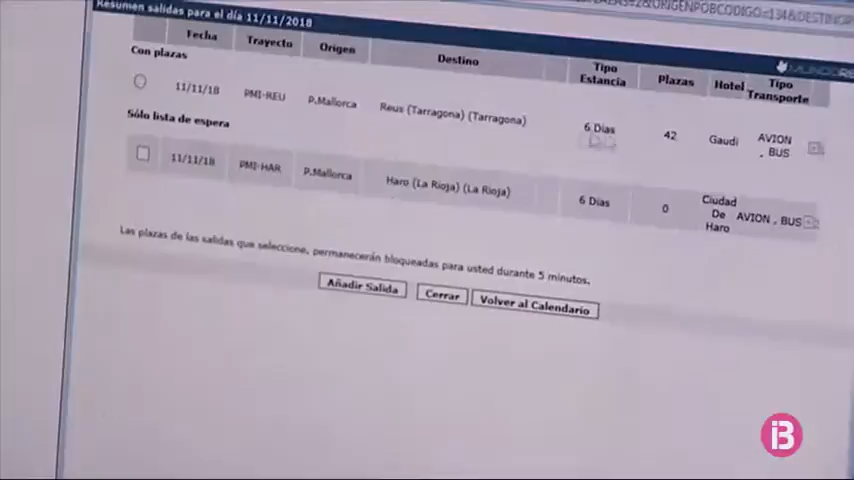 Resumen salidas para el día 11/11/2018
Fecha Trayecto Origen Destino Tipo Estancia Plazas Hotel Tipo Transporte
Con plazas
11/11/18 PMI-REU P.Mallorca Reus (Tarragona) (Tarragona) 6 Dias 42 Gaudi AVION , BUS
Sólo lista de espera
11/11/18 PMI-HAR P.Mallorca Haro (La Rioja) (La Rioja) 6 Dias 0 Ciudad De Haro AVION , BUS
Las plazas de las salidas que seleccione, permanecerán bloqueadas para usted durante 5 minutos.
Añadir Salida Cerrar Volver al Calendario
IB